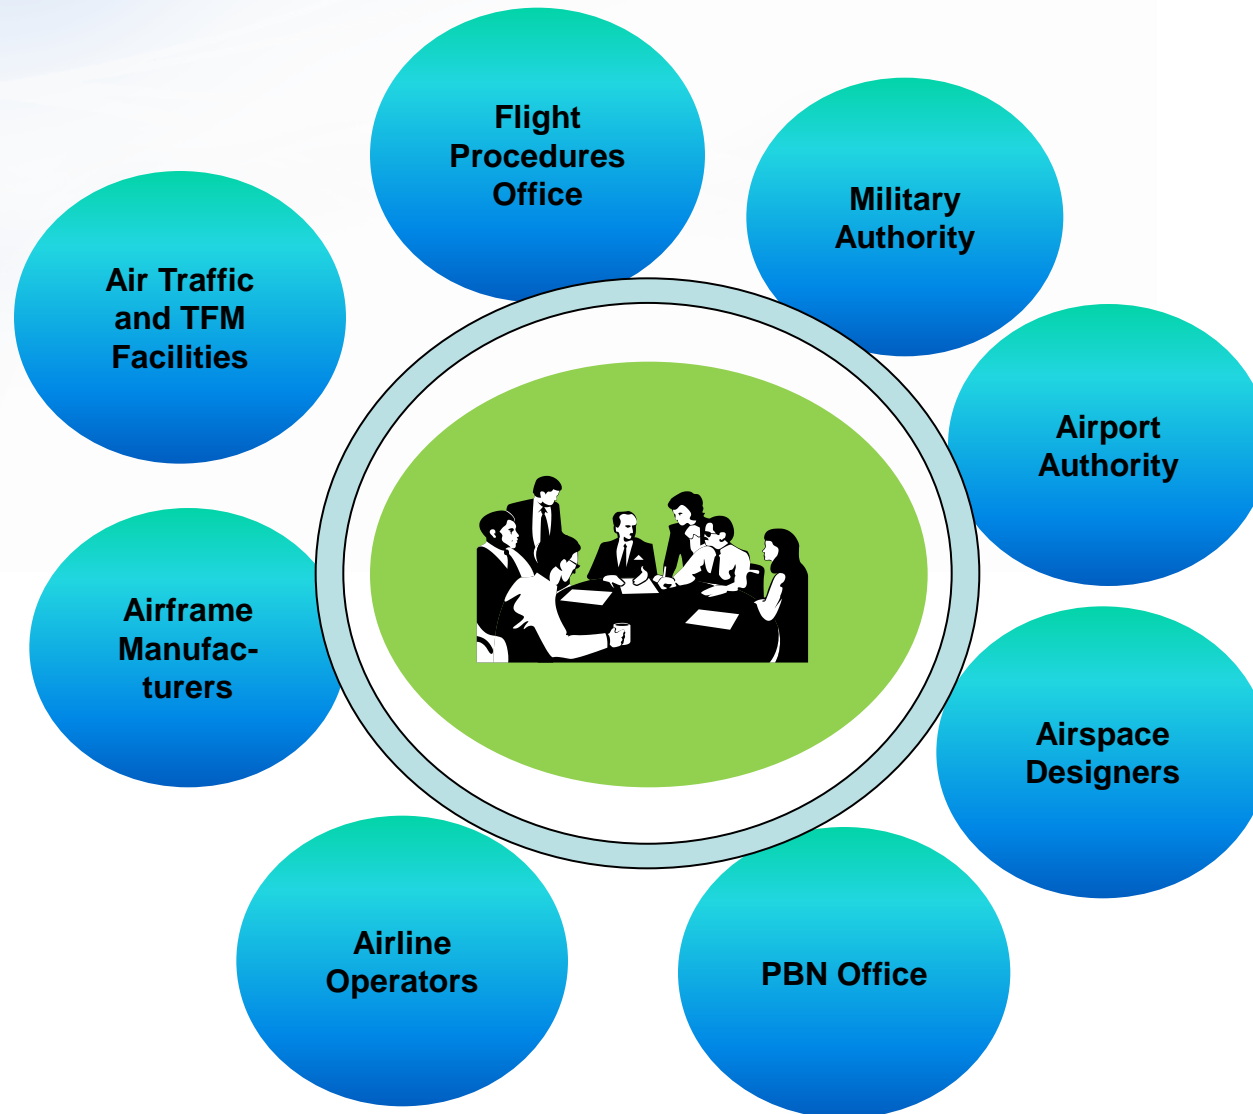 Flight
Procedures
Office
Military
Authority
Air Traffic
and TFM
Facilities
Airport
Authority
Airframe
Manufac-
turers
Airspace
Designers
Airline
Operators
PBN Office